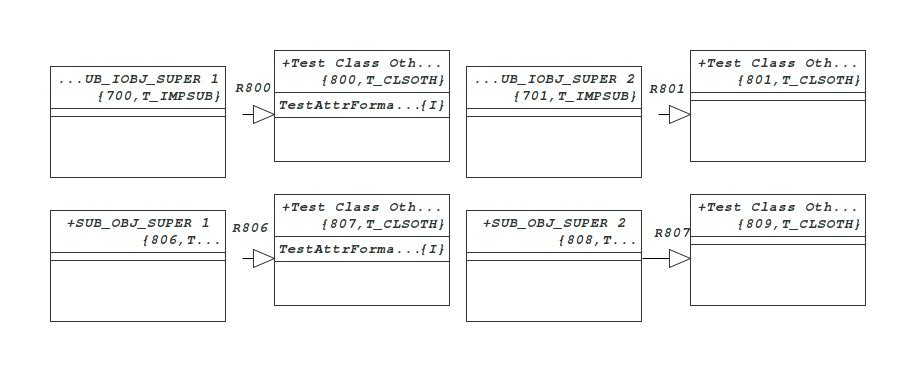 ...UB_IOBJ_SUPER 1
{700,T_IMPSUB}
R800
+Test Class Oth...
{800,T_CLSOTH}
TestAttrForma...{I}
...UB_IOBJ_SUPER 2
{701,T_IMPSUB}
R801
+Test Class Oth...
{801,T_CLSOTH}
+SUB_OBJ_SUPER 1
{806,T...
R806
+Test Class Oth...
{807,T_CLSOTH}
TestAttrForma...{I}
+SUB_OBJ_SUPER 2
{808,T...
R807
+Test Class Oth...
{809,T_CLSOTH}